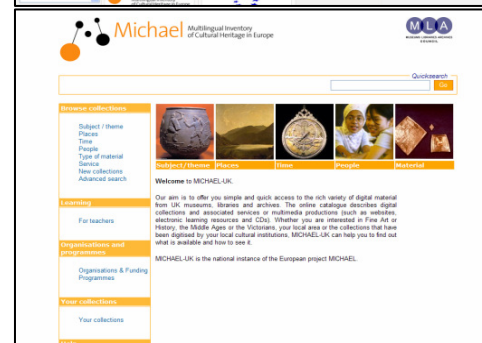 Michael Multilingual Inventory
of Cultural Heritage in Europe
MLA
Quicksearch
Go
Browse collections
Subject / theme
Places
Time
People
Type of material
Service
New collections
Advanced search
Subject/theme Places Time People Material
Welcome to MICHAEL-UK.
Our aim is to offer you simple and quick access to the rich variety of digital material
from UK museums, libraries and archives. The online catalogue describes digital
collections and associated services or multimedia productions (such as websites,
electronic learning resources and CDs). Whether you are interested in Fine Art or
History, the Middle Ages or the Victorians, your local area or the collections that have
been digitised by your local cultural institutions, MICHAEL-UK can help you to find out
what is available and how to see it.
MICHAEL-UK is the national instance of the European project MICHAEL.
Learning
For teachers
Organisations and
programmes
Organisations & Funding
Programmes
Your collections
Your collections